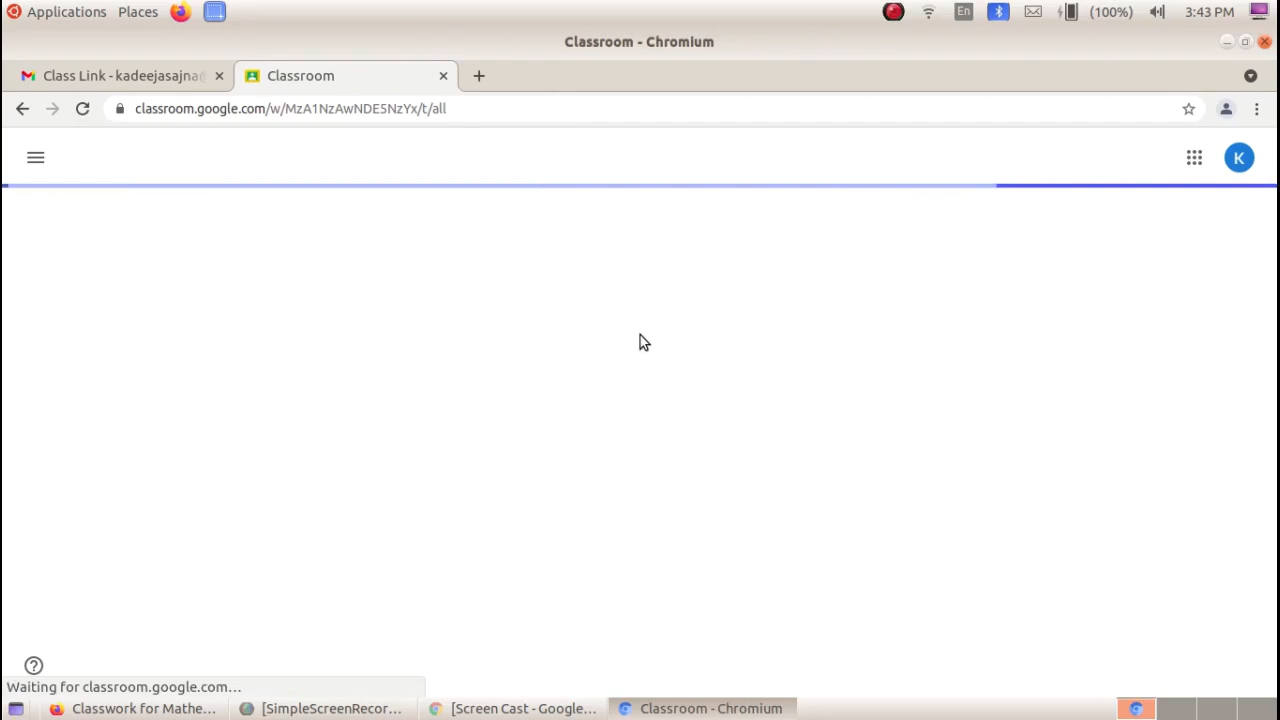 Applications Places En (100%) 3:43 PM
Classroom - Chromium
Class Link - kadeejasajna@ Classroom
classroom.google.com/w/MzA1NzAwNDE5NzYx/t/all
K
Waiting for classroom.google.com…
Classwork for Mathe… [SimpleScreenRecor… [Screen Cast - Google… Classroom - Chromium